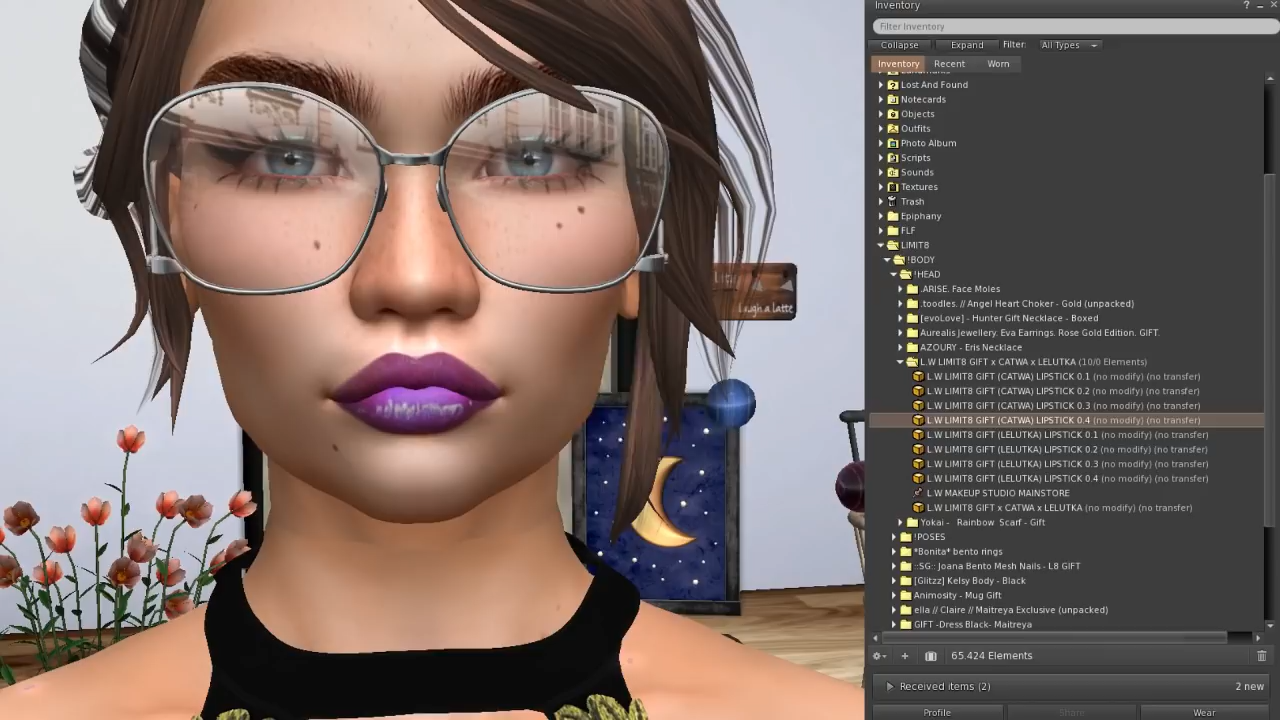 Inventory
Filter Inventory
Collapse Expand Filter: All Types
Inventory Recent Worn
Lost And Found
Notecards
Objects
Outfits
Photo Album
Scripts
Sounds
Textures
Trash
Epiphany
FLF
LIMIT8
!BODY
!HEAD
.ARISE. Face Moles
.toodles. // Angel Heart Choker - Gold (unpacked)
[evoLove] - Hunter Gift Necklace - Boxed
Aurealis Jewellery. Eva Earrings. Rose Gold Edition. GIFT.
AZOURY - Eris Necklace
L.W LIMIT8 GIFT x CATWA x LELUTKA (10/0 Elements)
L.W LIMIT8 GIFT (CATWA) LIPSTICK 0.1 (no modify) (no transfer)
L.W LIMIT8 GIFT (CATWA) LIPSTICK 0.2 (no modify) (no transfer)
L.W LIMIT8 GIFT (CATWA) LIPSTICK 0.3 (no modify) (no transfer)
L.W LIMIT8 GIFT (CATWA) LIPSTICK 0.4 (no modify) (no transfer)
L.W LIMIT8 GIFT (LELUTKA) LIPSTICK 0.1 (no modify) (no transfer)
L.W LIMIT8 GIFT (LELUTKA) LIPSTICK 0.2 (no modify) (no transfer)
L.W LIMIT8 GIFT (LELUTKA) LIPSTICK 0.3 (no modify) (no transfer)
L.W LIMIT8 GIFT (LELUTKA) LIPSTICK 0.4 (no modify) (no transfer)
L.W MAKEUP STUDIO MAINSTORE
L.W LIMIT8 GIFT x CATWA x LELUTKA (no modify) (no transfer)
Yokai - Rainbow Scarf - Gift
!POSES
*Bonita* bento rings
::SG:: Joana Bento Mesh Nails - L8 GIFT
[Glitzz] Kelsy Body - Black
Animosity - Mug Gift
ella // Claire // Maitreya Exclusive (unpacked)
GIFT -Dress Black- Maitreya
65.424 Elements
Received items (2) 2 new
Profile Share Wear
laugh a latte